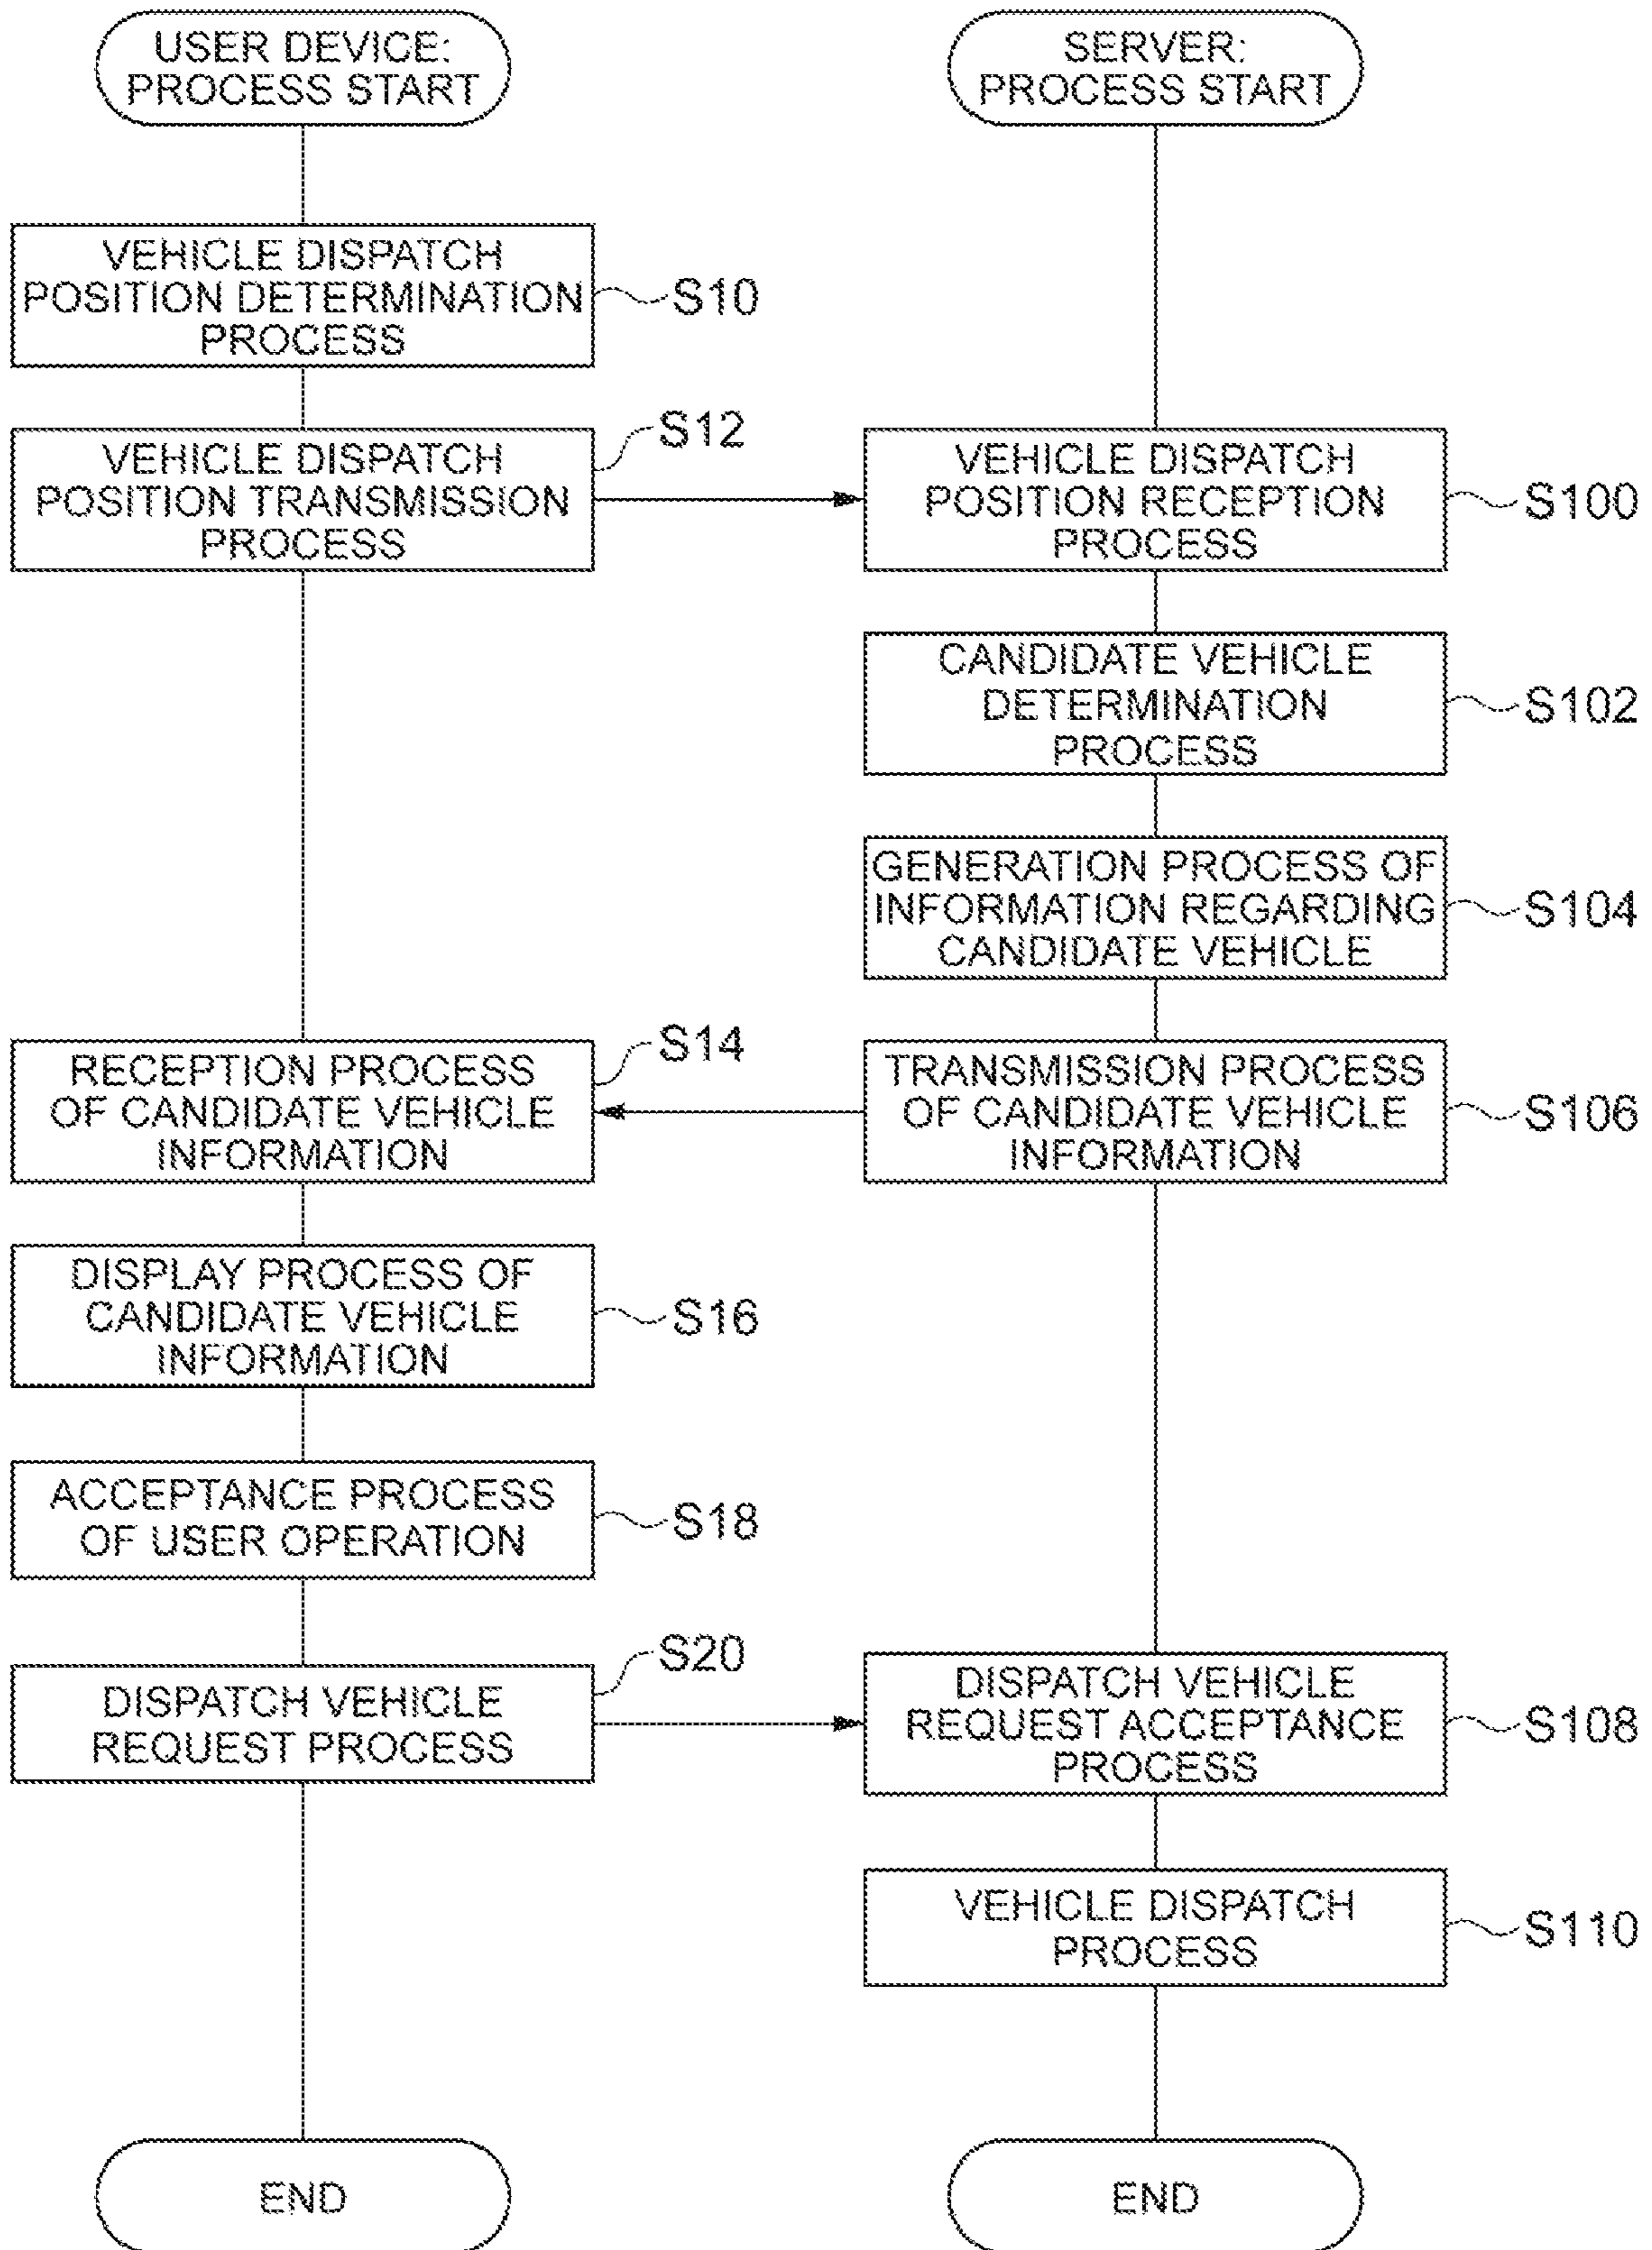 USER DEVICE:
PROCESS START
SERVER:
PROCESS START
VEHICLE DISPATCH
POSITION DETERMINATION
PROCESS
S10
VEHICLE DISPATCH
POSITION TRANSMISSION
PROCESS
S12
VEHICLE DISPATCH
POSITION RECEPTION
PROCESS
S100
CANDIDATE VEHICLE
DETERMINATION
PROCESS
S102
GENERATION PROCESS OF
INFORMATION REGARDING
CANDIDATE VEHICLE
S104
RECEPTION PROCESS
OF CANDIDATE VEHICLE
INFORMATION
S14
TRANSMISSION PROCESS
OF CANDIDATE VEHICLE
INFORMATION
S106
DISPLAY PROCESS OF
CANDIDATE VEHICLE
INFORMATION
S16
ACCEPTANCE PROCESS
OF USER OPERATION
S18
DISPATCH VEHICLE
REQUEST PROCESS
S20
DISPATCH VEHICLE
REQUEST ACCEPTANCE
PROCESS
S108
VEHICLE DISPATCH
PROCESS
S110
END
END